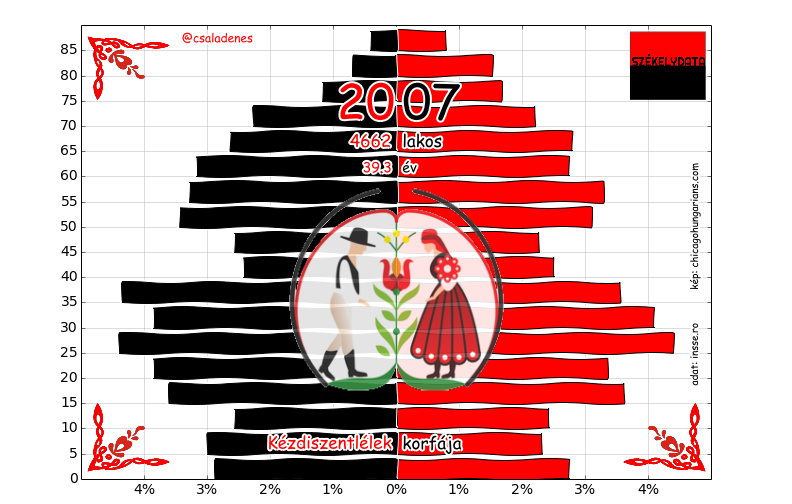 @csaladenes
SZÉKELYDATA
2007
4662 lakos
39.3 év
kép: chicagohungarians.com
adat: insse.ro
Kézdiszentlélek korfája
85
80
75
70
65
60
55
50
45
40
35
30
25
20
15
10
5
0
4% 3% 2% 1% 0% 1% 2% 3% 4%